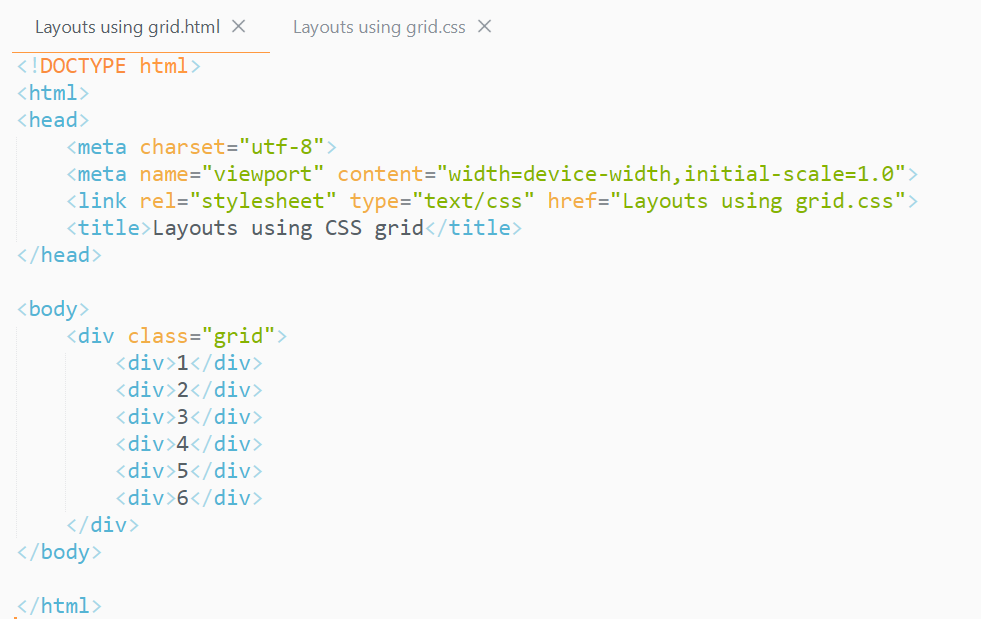 Layouts using grid.html × Layouts using grid.css ×
<!DOCTYPE html>
<html>
<head>
    <meta charset="utf-8">
    <meta name="viewport" content="width=device-width,initial-scale=1.0">
    <link rel="stylesheet" type="text/css" href="Layouts using grid.css">
    <title>Layouts using CSS grid</title>
</head>

<body>
    <div class="grid">
        <div>1</div>
        <div>2</div>
        <div>3</div>
        <div>4</div>
        <div>5</div>
        <div>6</div>
    </div>
</body>

</html>